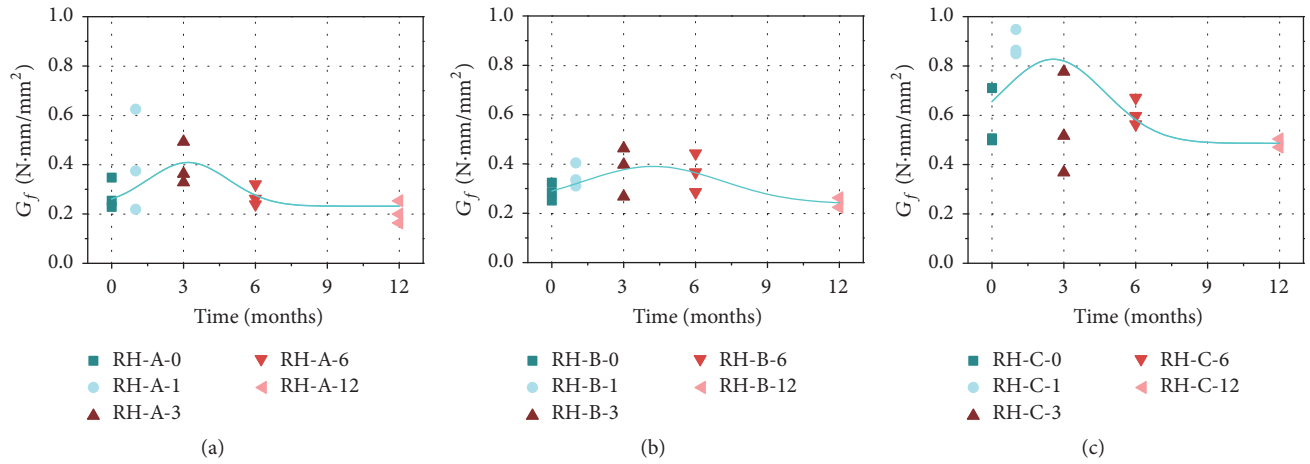 1.0
0.8
0.6
0.4
0.2
0.0
G_f (N·mm/mm²)
0 3 6 9 12
Time (months)
RH-A-0 RH-A-6
RH-A-1 RH-A-12
RH-A-3
(a)
1.0
0.8
0.6
0.4
0.2
0.0
G_f (N·mm/mm²)
0 3 6 9 12
Time (months)
RH-B-0 RH-B-6
RH-B-1 RH-B-12
RH-B-3
(b)
1.0
0.8
0.6
0.4
0.2
0.0
G_f (N·mm/mm²)
0 3 6 9 12
Time (months)
RH-C-0 RH-C-6
RH-C-1 RH-C-12
RH-C-3
(c)